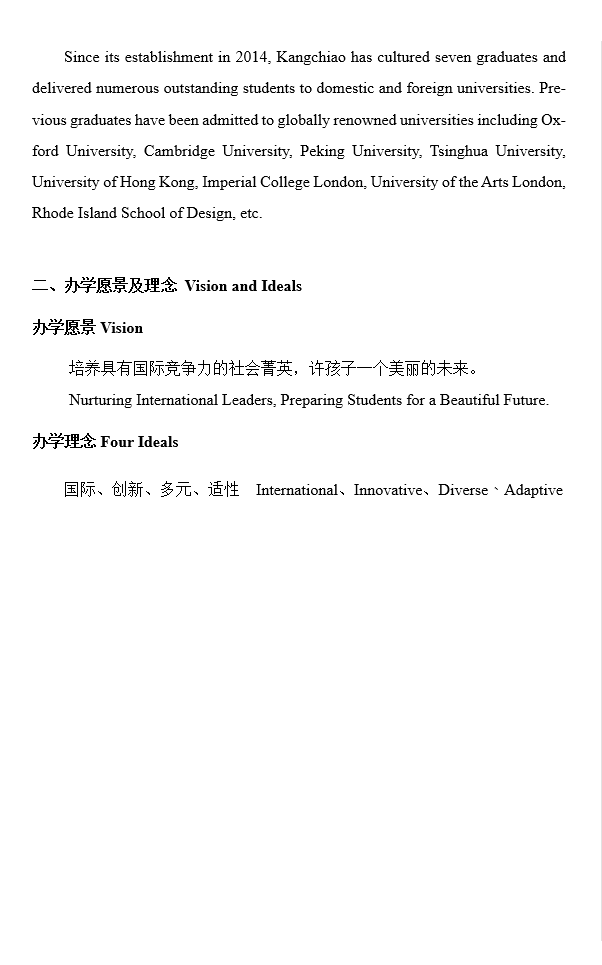 Since its establishment in 2014, Kangchiao has cultured seven graduates and
delivered numerous outstanding students to domestic and foreign universities. Pre-
vious graduates have been admitted to globally renowned universities including Ox-
ford University, Cambridge University, Peking University, Tsinghua University,
University of Hong Kong, Imperial College London, University of the Arts London,
Rhode Island School of Design, etc.
二、办学愿景及理念 Vision and Ideals
办学愿景 Vision
培养具有国际竞争力的社会菁英，许孩子一个美丽的未来。
Nurturing International Leaders, Preparing Students for a Beautiful Future.
办学理念 Four Ideals
国际、创新、多元、适性 International、Innovative、Diverse、Adaptive